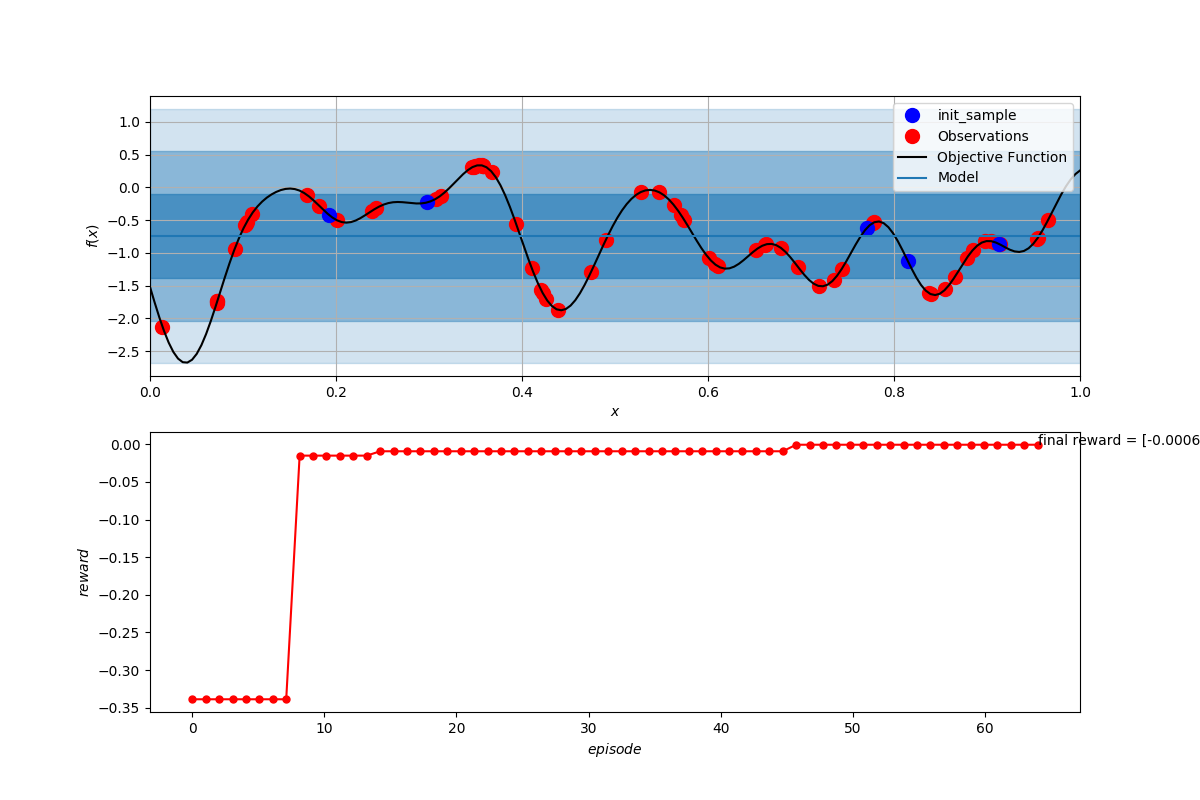 1.0
0.5
0.0
−0.5
−1.0
−1.5
−2.0
−2.5
f(x)
init_sample
Observations
Objective Function
Model
0.0 0.2 0.4 0.6 0.8 1.0
x
0.00
−0.05
−0.10
−0.15
−0.20
−0.25
−0.30
−0.35
reward
final reward = [-0.0006
0 10 20 30 40 50 60
episode